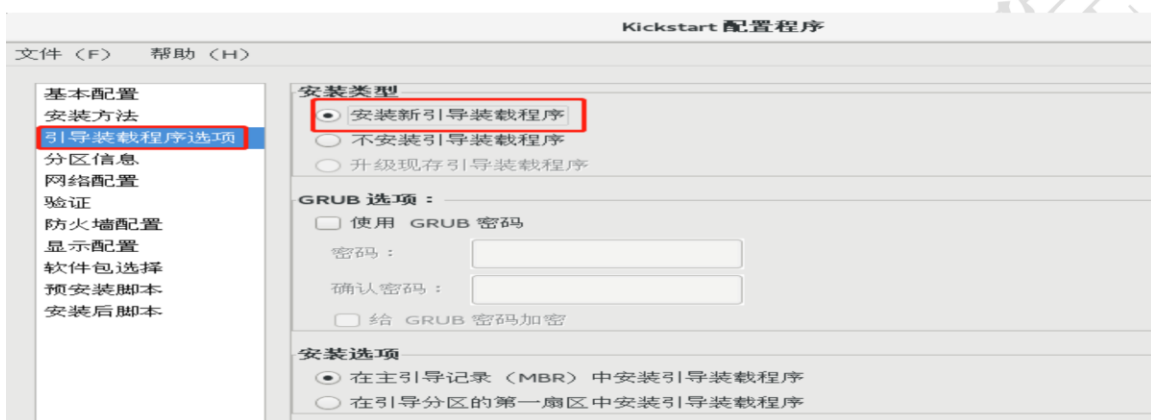 Kickstart 配置程序
文件（F） 帮助（H）
基本配置
安装方法
引导装载程序选项
分区信息
网络配置
验证
防火墙配置
显示配置
软件包选择
预安装脚本
安装后脚本
安装类型
安装新引导装载程序
不安装引导装载程序
升级现存引导装载程序
GRUB 选项：
使用 GRUB 密码
密码：
确认密码：
给 GRUB 密码加密
安装选项
在主引导记录（MBR）中安装引导装载程序
在引导分区的第一扇区中安装引导装载程序